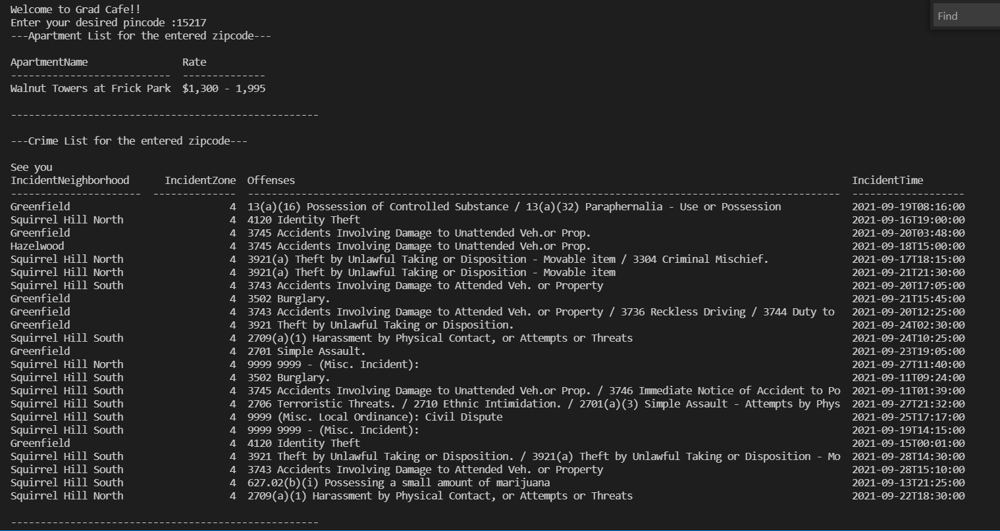 Find
Welcome to Grad Cafe!!
Enter your desired pincode :15217
---Apartment List for the entered zipcode---
ApartmentName                   Rate
---------------------------  --------------
Walnut Towers at Frick Park  $1,300 - 1,995
----------------------------------------------------
---Crime List for the entered zipcode---
See you
IncidentNeighborhood      IncidentZone  Offenses                                                                                              IncidentTime
----------------------  --------------  ----------------------------------------------------------------------------------------------------  -------------------
Greenfield                           4  13(a)(16) Possession of Controlled Substance / 13(a)(32) Paraphernalia - Use or Possession            2021-09-19T08:16:00
Squirrel Hill North                  4  4120 Identity Theft                                                                                   2021-09-16T19:00:00
Greenfield                           4  3745 Accidents Involving Damage to Unattended Veh.or Prop.                                            2021-09-20T03:48:00
Hazelwood                            4  3745 Accidents Involving Damage to Unattended Veh.or Prop.                                            2021-09-18T15:00:00
Squirrel Hill North                  4  3921(a) Theft by Unlawful Taking or Disposition - Movable item / 3304 Criminal Mischief.              2021-09-17T18:15:00
Squirrel Hill North                  4  3921(a) Theft by Unlawful Taking or Disposition - Movable item                                        2021-09-21T21:30:00
Squirrel Hill South                  4  3743 Accidents Involving Damage to Attended Veh. or Property                                          2021-09-20T17:05:00
Greenfield                           4  3502 Burglary.                                                                                        2021-09-21T15:45:00
Greenfield                           4  3743 Accidents Involving Damage to Attended Veh. or Property / 3736 Reckless Driving / 3744 Duty to   2021-09-20T12:25:00
Greenfield                           4  3921 Theft by Unlawful Taking or Disposition.                                                         2021-09-24T02:30:00
Squirrel Hill South                  4  2709(a)(1) Harassment by Physical Contact, or Attempts or Threats                                     2021-09-24T10:25:00
Greenfield                           4  2701 Simple Assault.                                                                                  2021-09-23T19:05:00
Squirrel Hill North                  4  9999 9999 - (Misc. Incident):                                                                         2021-09-27T11:40:00
Squirrel Hill South                  4  3502 Burglary.                                                                                        2021-09-11T09:24:00
Squirrel Hill South                  4  3745 Accidents Involving Damage to Unattended Veh.or Prop. / 3746 Immediate Notice of Accident to Po  2021-09-11T01:39:00
Squirrel Hill South                  4  2706 Terroristic Threats. / 2710 Ethnic Intimidation. / 2701(a)(3) Simple Assault - Attempts by Phys  2021-09-27T21:32:00
Squirrel Hill South                  4  9999 (Misc. Local Ordinance): Civil Dispute                                                           2021-09-25T17:17:00
Squirrel Hill South                  4  9999 9999 - (Misc. Incident):                                                                         2021-09-19T14:15:00
Greenfield                           4  4120 Identity Theft                                                                                   2021-09-15T00:01:00
Squirrel Hill South                  4  3921 Theft by Unlawful Taking or Disposition. / 3921(a) Theft by Unlawful Taking or Disposition - Mo  2021-09-28T14:30:00
Squirrel Hill South                  4  3743 Accidents Involving Damage to Attended Veh. or Property                                          2021-09-28T15:10:00
Squirrel Hill South                  4  627.02(b)(i) Possessing a small amount of marijuana                                                   2021-09-13T21:25:00
Squirrel Hill North                  4  2709(a)(1) Harassment by Physical Contact, or Attempts or Threats                                     2021-09-22T18:30:00
----------------------------------------------------